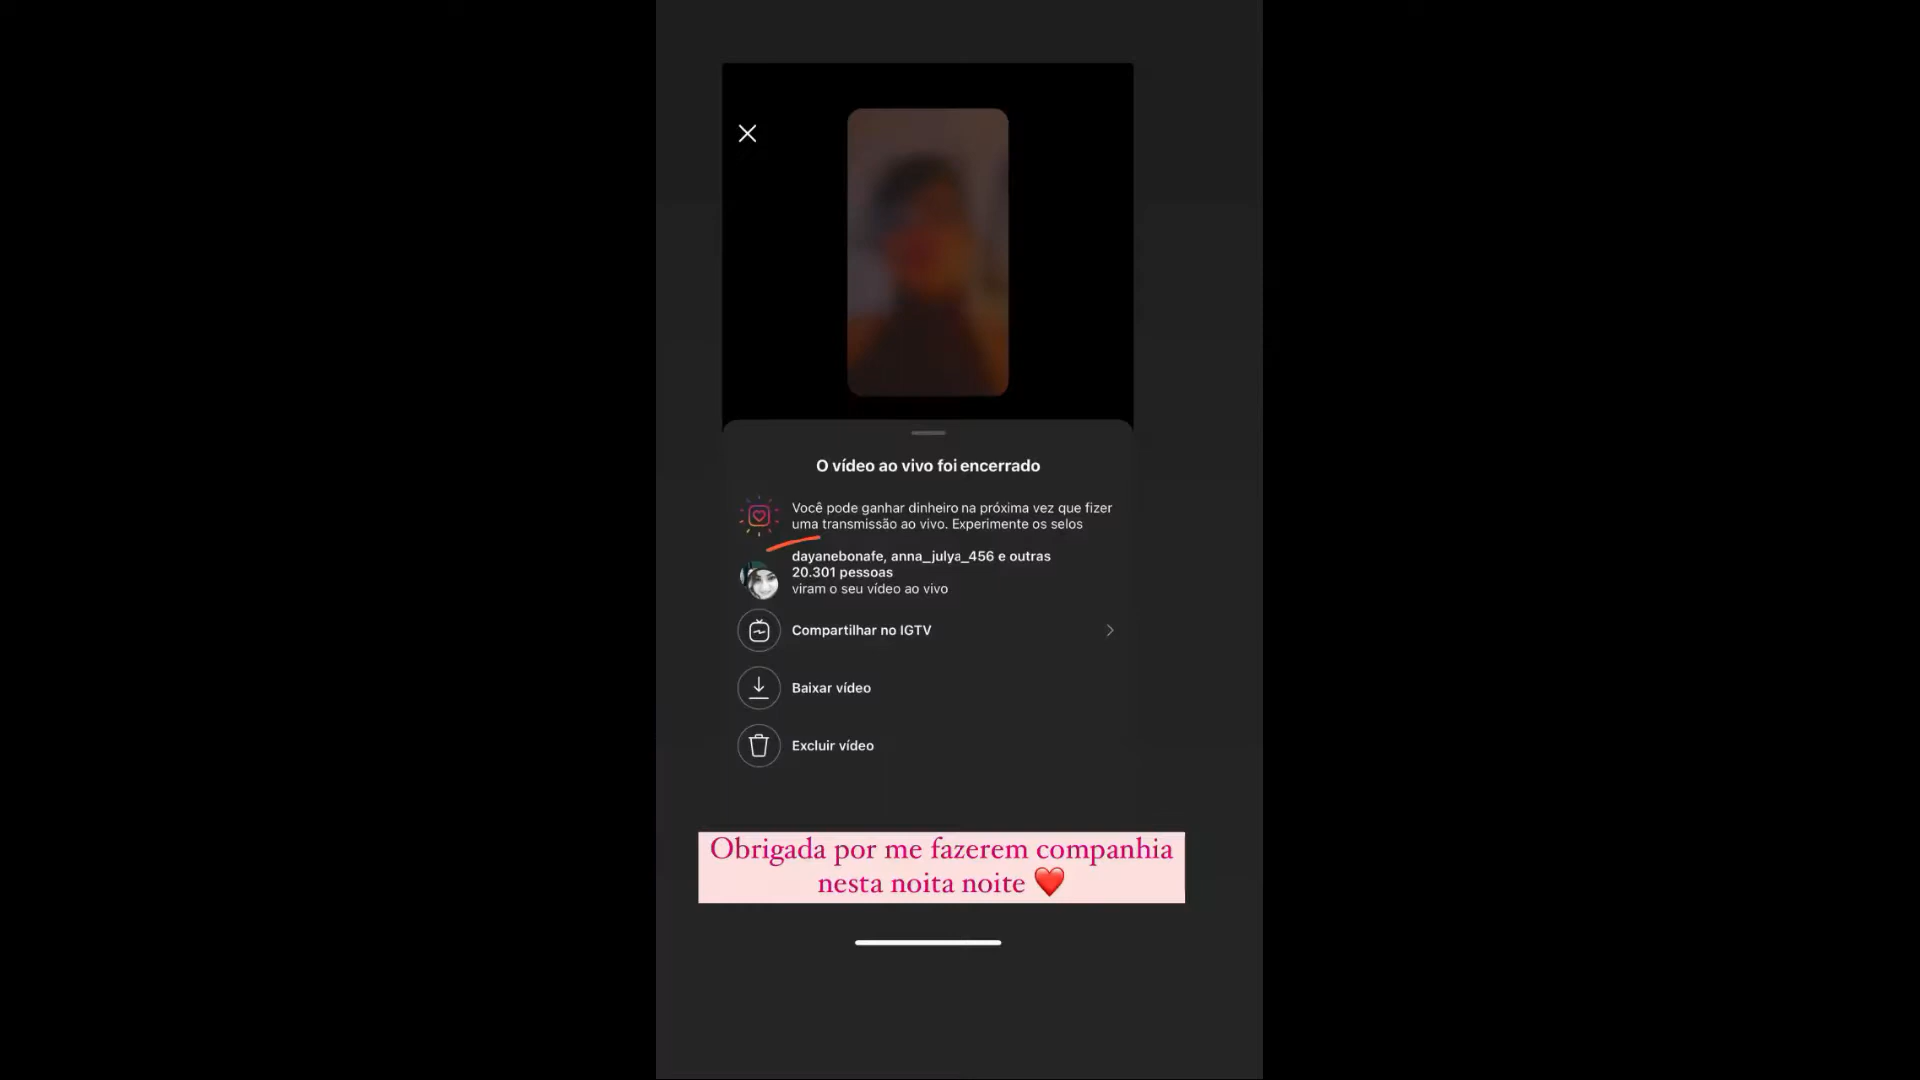 O vídeo ao vivo foi encerrado
Você pode ganhar dinheiro na próxima vez que fizer
uma transmissão ao vivo. Experimente os selos
dayanebonafe, anna_julya_456 e outras
20.301 pessoas
viram o seu vídeo ao vivo
Compartilhar no IGTV
Baixar vídeo
Excluir vídeo
Obrigada por me fazerem companhia
nesta noita noite ❤️